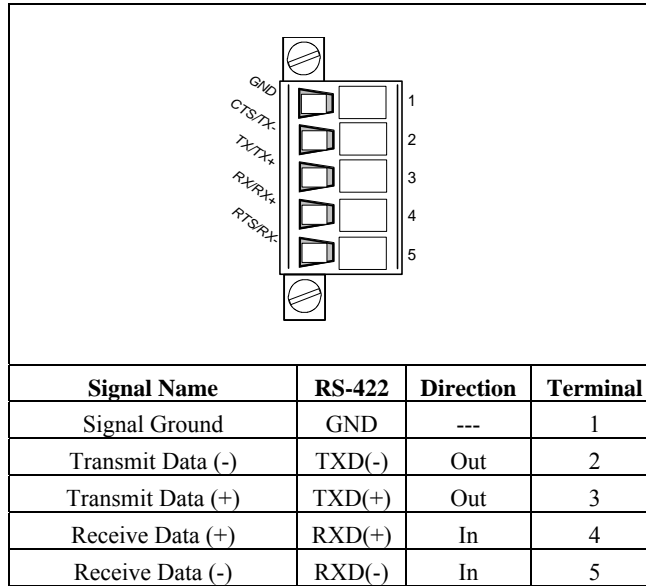 GND
1
CTS/TX-
2
TX/TX+
3
RX/RX+
4
RTS/RX-
5
Signal Name RS-422 Direction Terminal
Signal Ground GND --- 1
Transmit Data (-) TXD(-) Out 2
Transmit Data (+) TXD(+) Out 3
Receive Data (+) RXD(+) In 4
Receive Data (-) RXD(-) In 5